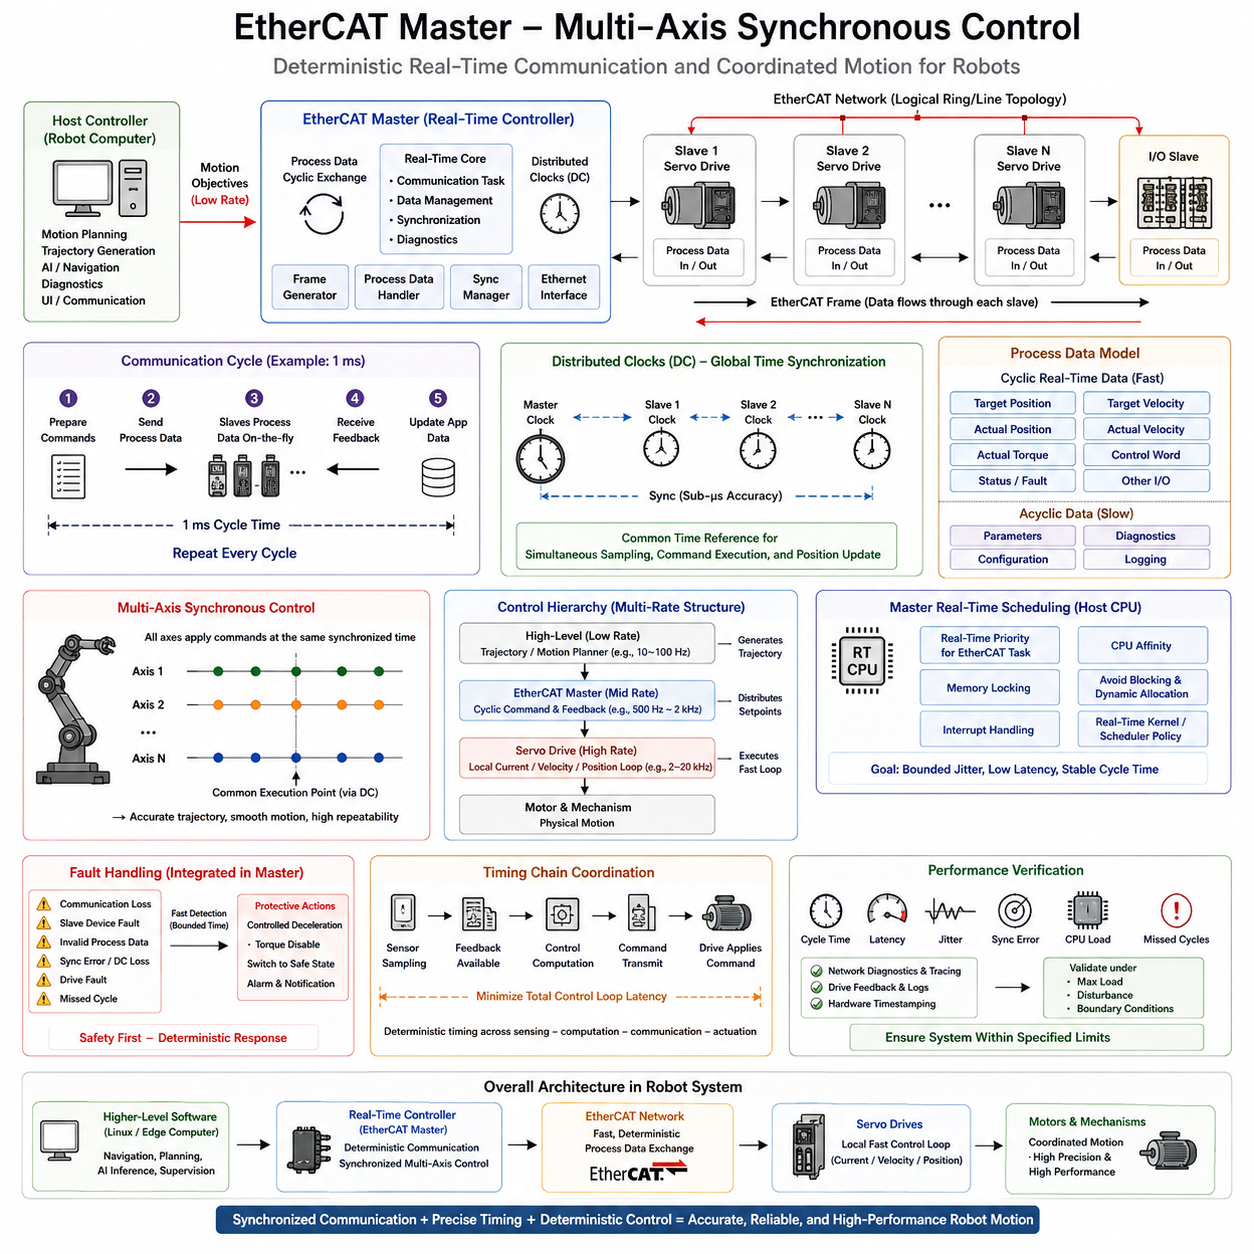 EtherCAT Master – Multi-Axis Synchronous Control
Deterministic Real-Time Communication and Coordinated Motion for Robots
Host Controller
(Robot Computer)
Motion Planning
Trajectory Generation
AI / Navigation
Diagnostics
UI / Communication
Motion
Objectives
(Low Rate)
EtherCAT Master (Real-Time Controller)
Process Data
Cyclic Exchange
Real-Time Core
• Communication Task
• Data Management
• Synchronization
• Diagnostics
Distributed
Clocks (DC)
Frame
Generator
Process Data
Handler
Sync
Manager
Ethernet
Interface
EtherCAT Network (Logical Ring/Line Topology)
Slave 1
Servo Drive
Process Data
In / Out
Slave 2
Servo Drive
Process Data
In / Out
•••
Slave N
Servo Drive
Process Data
In / Out
I/O Slave
Process Data
In / Out
EtherCAT Frame (Data flows through each slave)
Communication Cycle (Example: 1 ms)
1
Prepare
Commands
2
Send
Process Data
3
Slaves Process
Data On-the-fly
•••
4
Receive
Feedback
5
Update App
Data
1 ms Cycle Time
Repeat Every Cycle
Distributed Clocks (DC) – Global Time Synchronization
Master
Clock
Slave 1
Clock
Slave 2
Clock
•••
Slave N
Clock
Sync (Sub-μs Accuracy)
Common Time Reference for
Simultaneous Sampling, Command Execution, and Position Update
Process Data Model
Cyclic Real-Time Data (Fast)
Target Position
Target Velocity
Actual Position
Actual Velocity
Actual Torque
Control Word
Status / Fault
Other I/O
Acyclic Data (Slow)
Parameters
Diagnostics
Configuration
Logging
Multi-Axis Synchronous Control
All axes apply commands at the same synchronized time
Axis 1
Axis 2
•••
Axis N
Common Execution Point (via DC)
→ Accurate trajectory, smooth motion, high repeatability
Control Hierarchy (Multi-Rate Structure)
High-Level (Low Rate)
Trajectory / Motion Planner (e.g., 10~100 Hz)
Generates
Trajectory
EtherCAT Master (Mid Rate)
Cyclic Command & Feedback (e.g., 500 Hz ~ 2 kHz)
Distributes
Setpoints
Servo Drive (High Rate)
Local Current / Velocity / Position Loop (e.g., 2~20 kHz)
Executes
Fast Loop
Motor & Mechanism
Physical Motion
Master Real-Time Scheduling (Host CPU)
RT
CPU
Real-Time Priority
for EtherCAT Task
CPU Affinity
Memory Locking
Avoid Blocking &
Dynamic Allocation
Interrupt Handling
Real-Time Kernel /
Scheduler Policy
Goal: Bounded Jitter, Low Latency, Stable Cycle Time
Fault Handling (Integrated in Master)
Communication Loss
Slave Device Fault
Invalid Process Data
Sync Error / DC Loss
Drive Fault
Missed Cycle
Fast Detection
(Bounded Time)
Protective Actions
Controlled Deceleration
• Torque Disable
Switch to Safe State
Alarm & Notification
Safety First – Deterministic Response
Timing Chain Coordination
Sensor
Sampling
Feedback
Available
Control
Computation
Command
Transmit
Drive Applies
Command
Minimize Total Control Loop Latency
Deterministic timing across sensing – computation – communication – actuation
Performance Verification
Cycle Time
Latency
Jitter
Sync Error
CPU Load
Missed Cycles
Network Diagnostics & Tracing
Drive Feedback & Logs
Hardware Timestamping
Validate under
• Max Load
• Disturbance
• Boundary Conditions
Ensure System Within Specified Limits
Overall Architecture in Robot System
Higher-Level Software
(Linux / Edge Computer)
Navigation, Planning,
AI Inference, Supervision
Real-Time Controller
(EtherCAT Master)
Deterministic Communication
Synchronized Multi-Axis Control
EtherCAT Network
Fast, Deterministic
Process Data Exchange
EtherCAT.
Servo Drives
Local Fast Control Loop
(Current / Velocity / Position)
Motors & Mechanisms
Coordinated Motion
• High Precision &
High Performance
Synchronized Communication + Precise Timing + Deterministic Control = Accurate, Reliable, and High-Performance Robot Motion